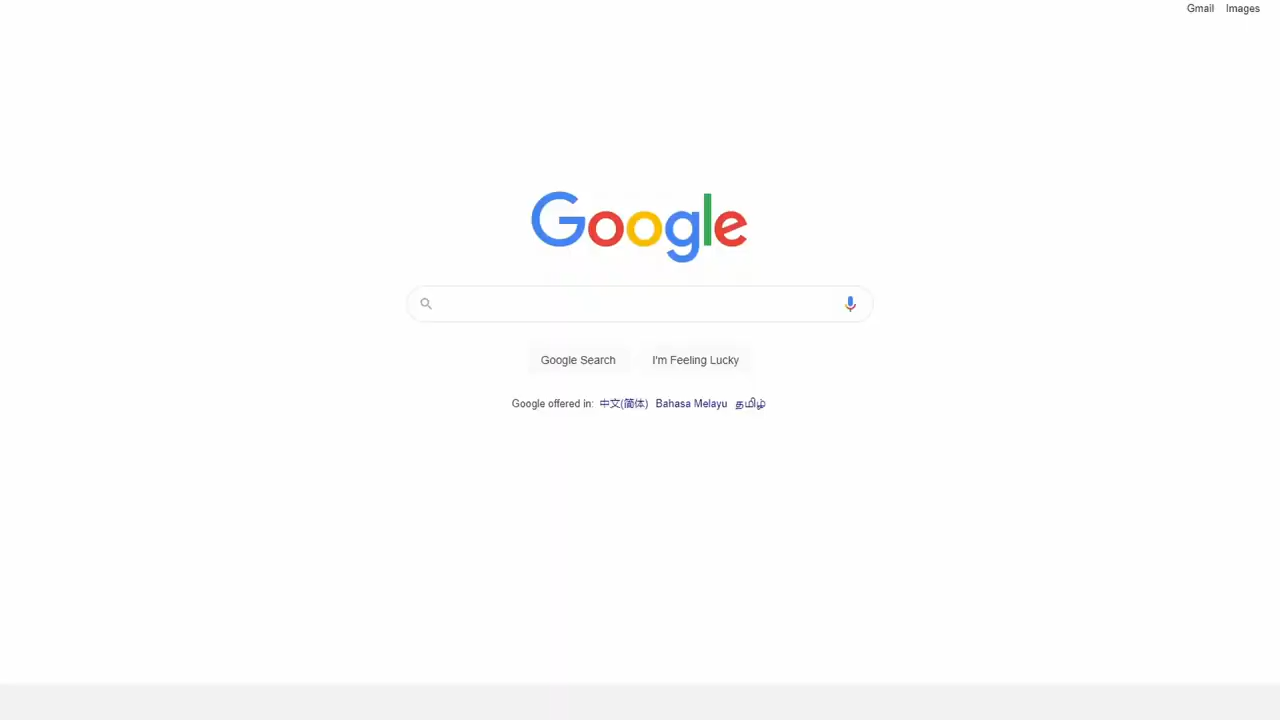 Gmail Images
Google
Google Search I'm Feeling Lucky
Google offered in: 中文(简体) Bahasa Melayu தமிழ்